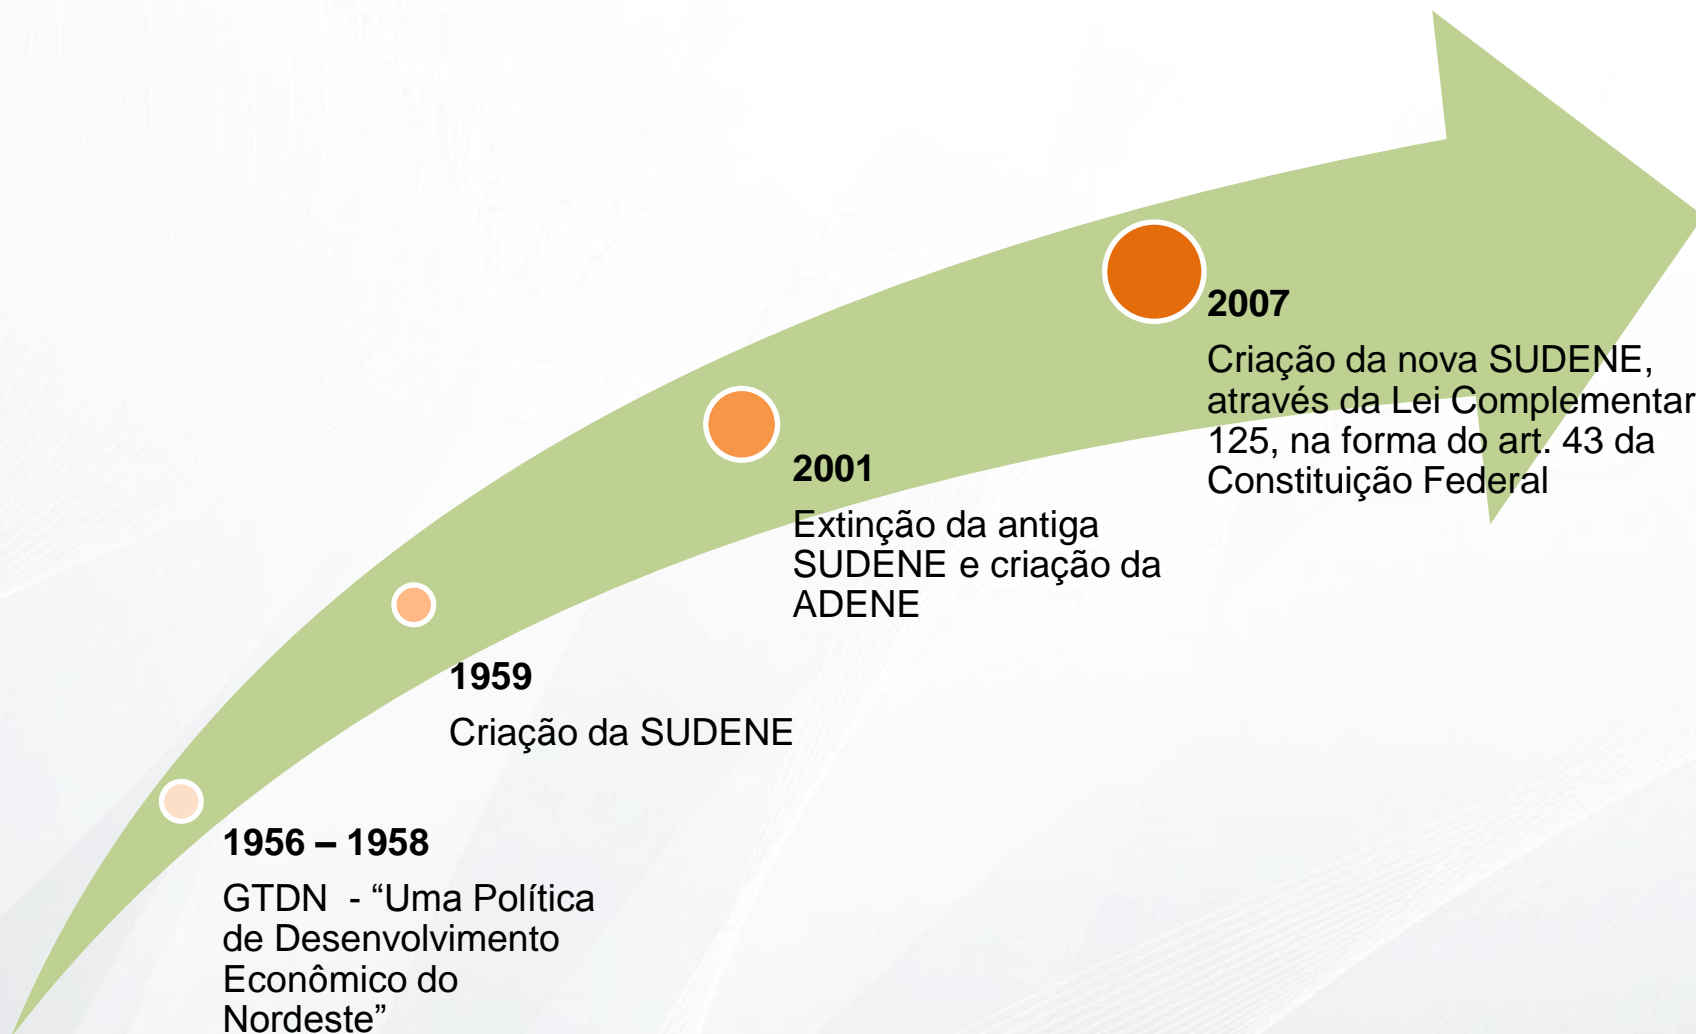 1956 – 1958
GTDN  - “Uma Política
de Desenvolvimento
Econômico do
Nordeste”
1959
Criação da SUDENE
2001
Extinção da antiga
SUDENE e criação da
ADENE
2007
Criação da nova SUDENE,
através da Lei Complementar
125, na forma do art. 43 da
Constituição Federal